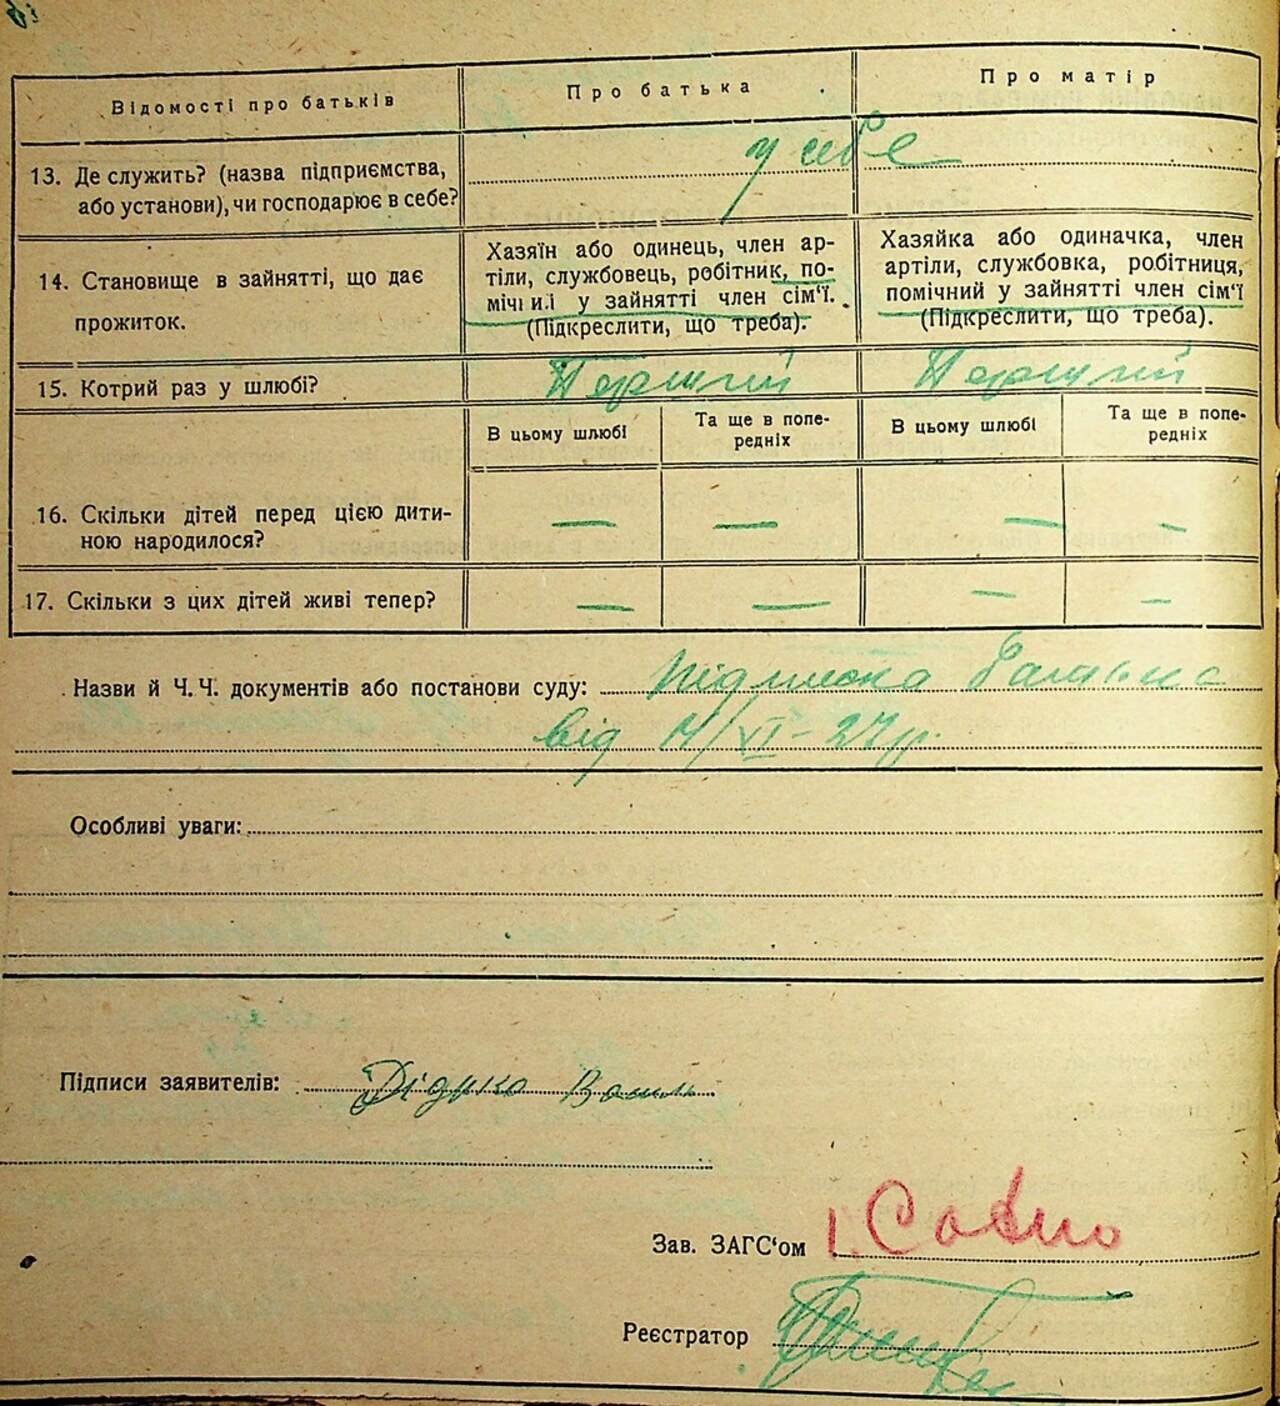 Відомості про батьків
Про батька
Про матір
13. Де служить? (назва підприємства,
або установи), чи господарює в себе?
у себе
14. Становище в зайнятті, що дає
прожиток.
Хазяїн або одинець, член ар-
тіли, службовець, робітник, по-
мічний у зайнятті член сім'ї.
(Підкреслити, що треба).
Хазяйка або одиначка, член
артіли, службовка, робітниця,
помічний у зайнятті член сім'ї
(Підкреслити, що треба).
15. Котрий раз у шлюбі?
Перший
Перший
В цьому шлюбі
Та ще в попе-
редніх
В цьому шлюбі
Та ще в попе-
редніх
16. Скільки дітей перед цією дити-
ною народилося?
— — — —
17. Скільки з цих дітей живі тепер?
— — — —
Назви й Ч.Ч. документів або постанови суду: Підписка
від /VI-27 р.
Особливі уваги:
Підписи заявителів:
Зав. ЗАГС'ом
Реєстратор